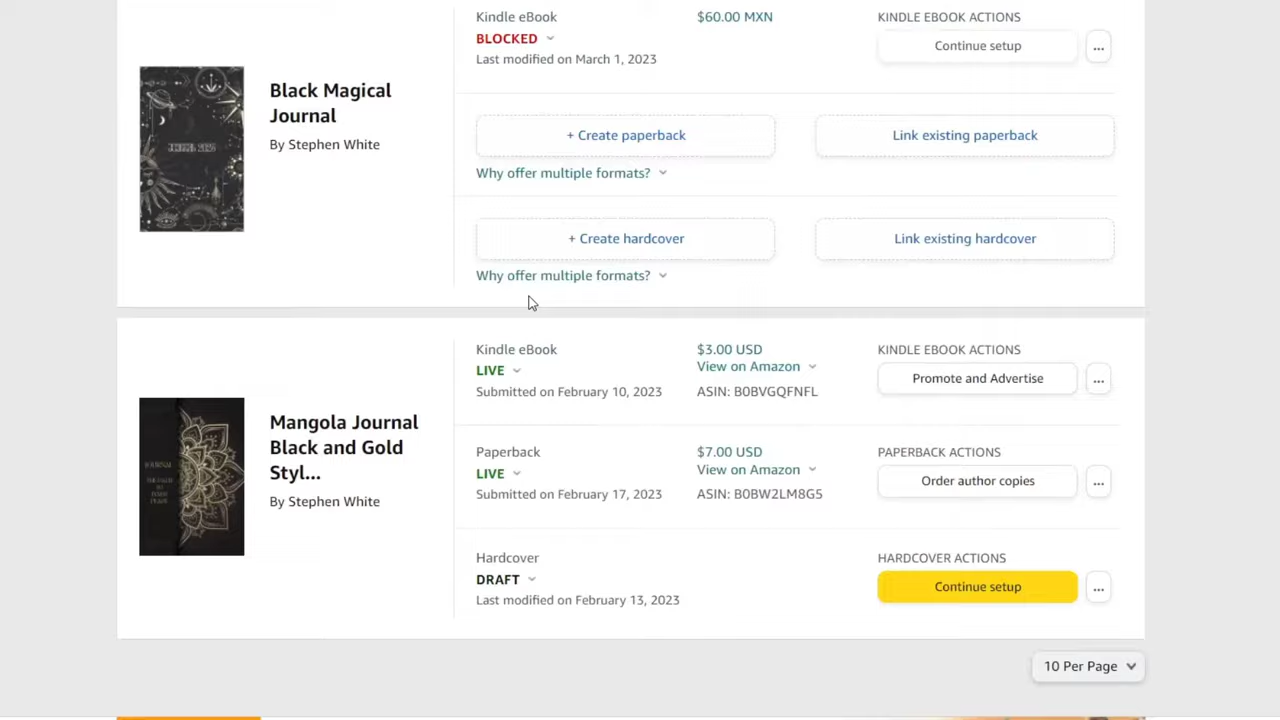 Kindle eBook
$60.00 MXN
KINDLE EBOOK ACTIONS
BLOCKED
Continue setup
...
Last modified on March 1, 2023
Black Magical
Journal
By Stephen White
+ Create paperback
Link existing paperback
Why offer multiple formats?
+ Create hardcover
Link existing hardcover
Why offer multiple formats?
Kindle eBook
$3.00 USD
KINDLE EBOOK ACTIONS
LIVE
View on Amazon
Promote and Advertise
...
Submitted on February 10, 2023
ASIN: B0BVGQFNFL
Mangola Journal
Black and Gold
Styl...
By Stephen White
JOURNAL
Paperback
$7.00 USD
PAPERBACK ACTIONS
LIVE
View on Amazon
Order author copies
...
Submitted on February 17, 2023
ASIN: B0BW2LM8G5
Hardcover
HARDCOVER ACTIONS
DRAFT
Continue setup
...
Last modified on February 13, 2023
10 Per Page